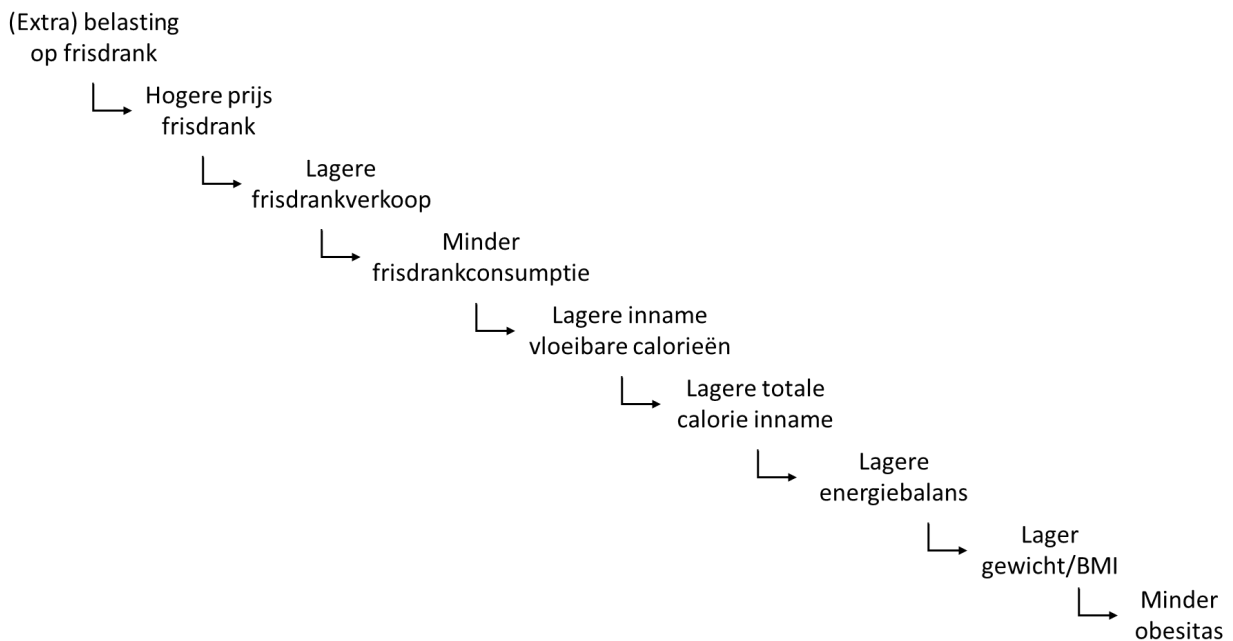 (Extra) belasting
op frisdrank
Hogere prijs
frisdrank
Lagere
frisdrankverkoop
Minder
frisdrankconsumptie
Lagere inname
vloeibare calorieën
Lagere totale
calorie inname
Lagere
energiebalans
Lager
gewicht/BMI
Minder
obesitas